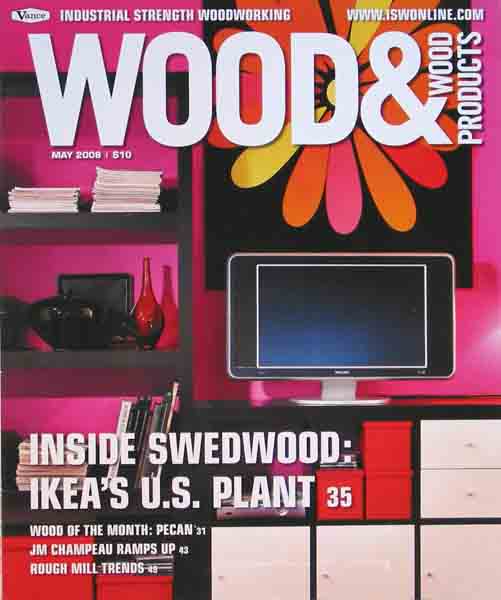 Vance INDUSTRIAL STRENGTH WOODWORKING WWW.ISWONLINE.COM
WOOD&
WOOD
PRODUCTS
MAY 2008 | $10
INSIDE SWEDWOOD:
IKEA'S U.S. PLANT 35
WOOD OF THE MONTH: PECAN 31
JM CHAMPEAU RAMPS UP 43
ROUGH MILL TRENDS 49